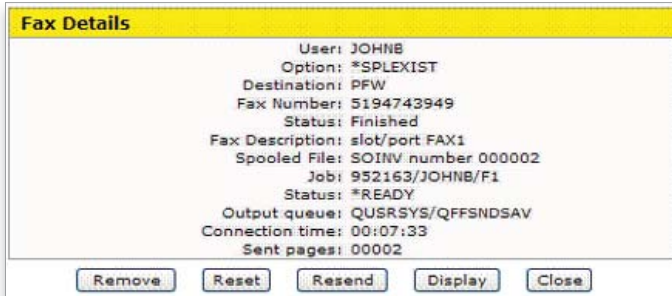 Fax Details
User: JOHNB
Option: *SPLEXIST
Destination: PFW
Fax Number: 5194743949
Status: Finished
Fax Description: slot/port FAX1
Spooled File: SOINV number 000002
Job: 952163/JOHNB/F1
Status: *READY
Output queue: QUSRSYS/QFFSNDSAV
Connection time: 00:07:33
Sent pages: 00002
Remove Reset Resend Display Close